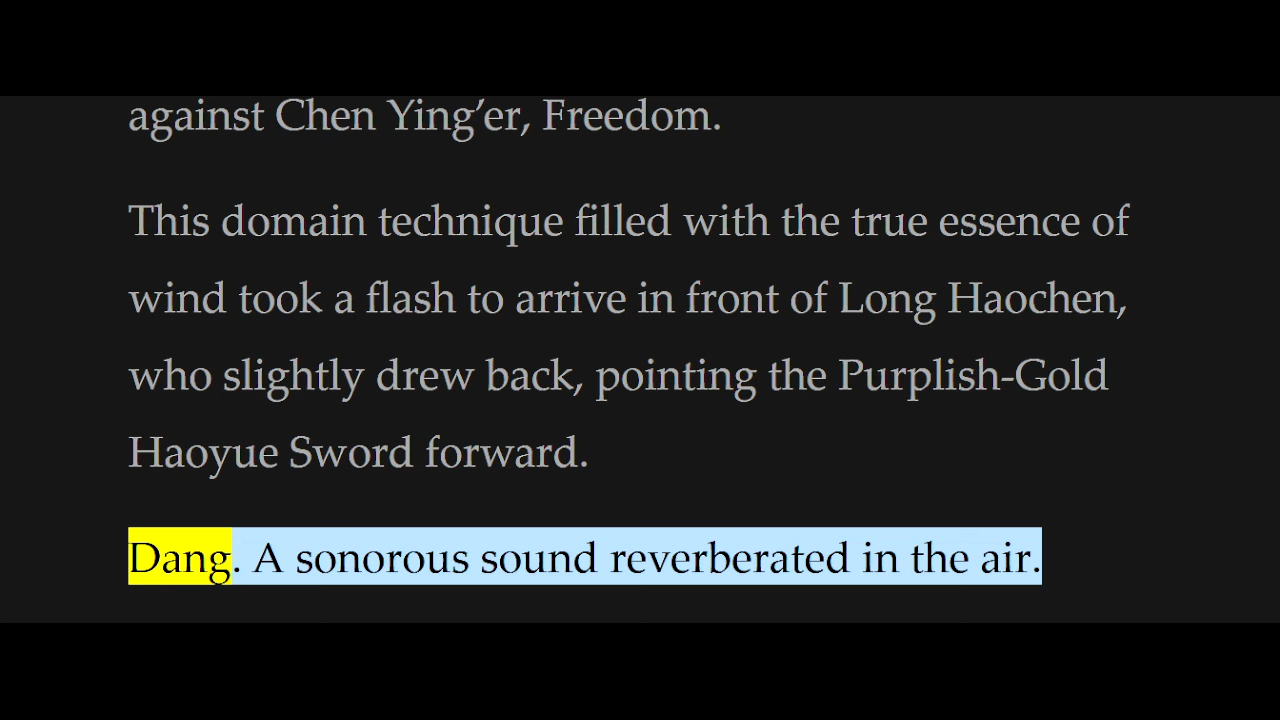 against Chen Ying’er, Freedom.
This domain technique filled with the true essence of
wind took a flash to arrive in front of Long Haochen,
who slightly drew back, pointing the Purplish-Gold
Haoyue Sword forward.
Dang. A sonorous sound reverberated in the air.